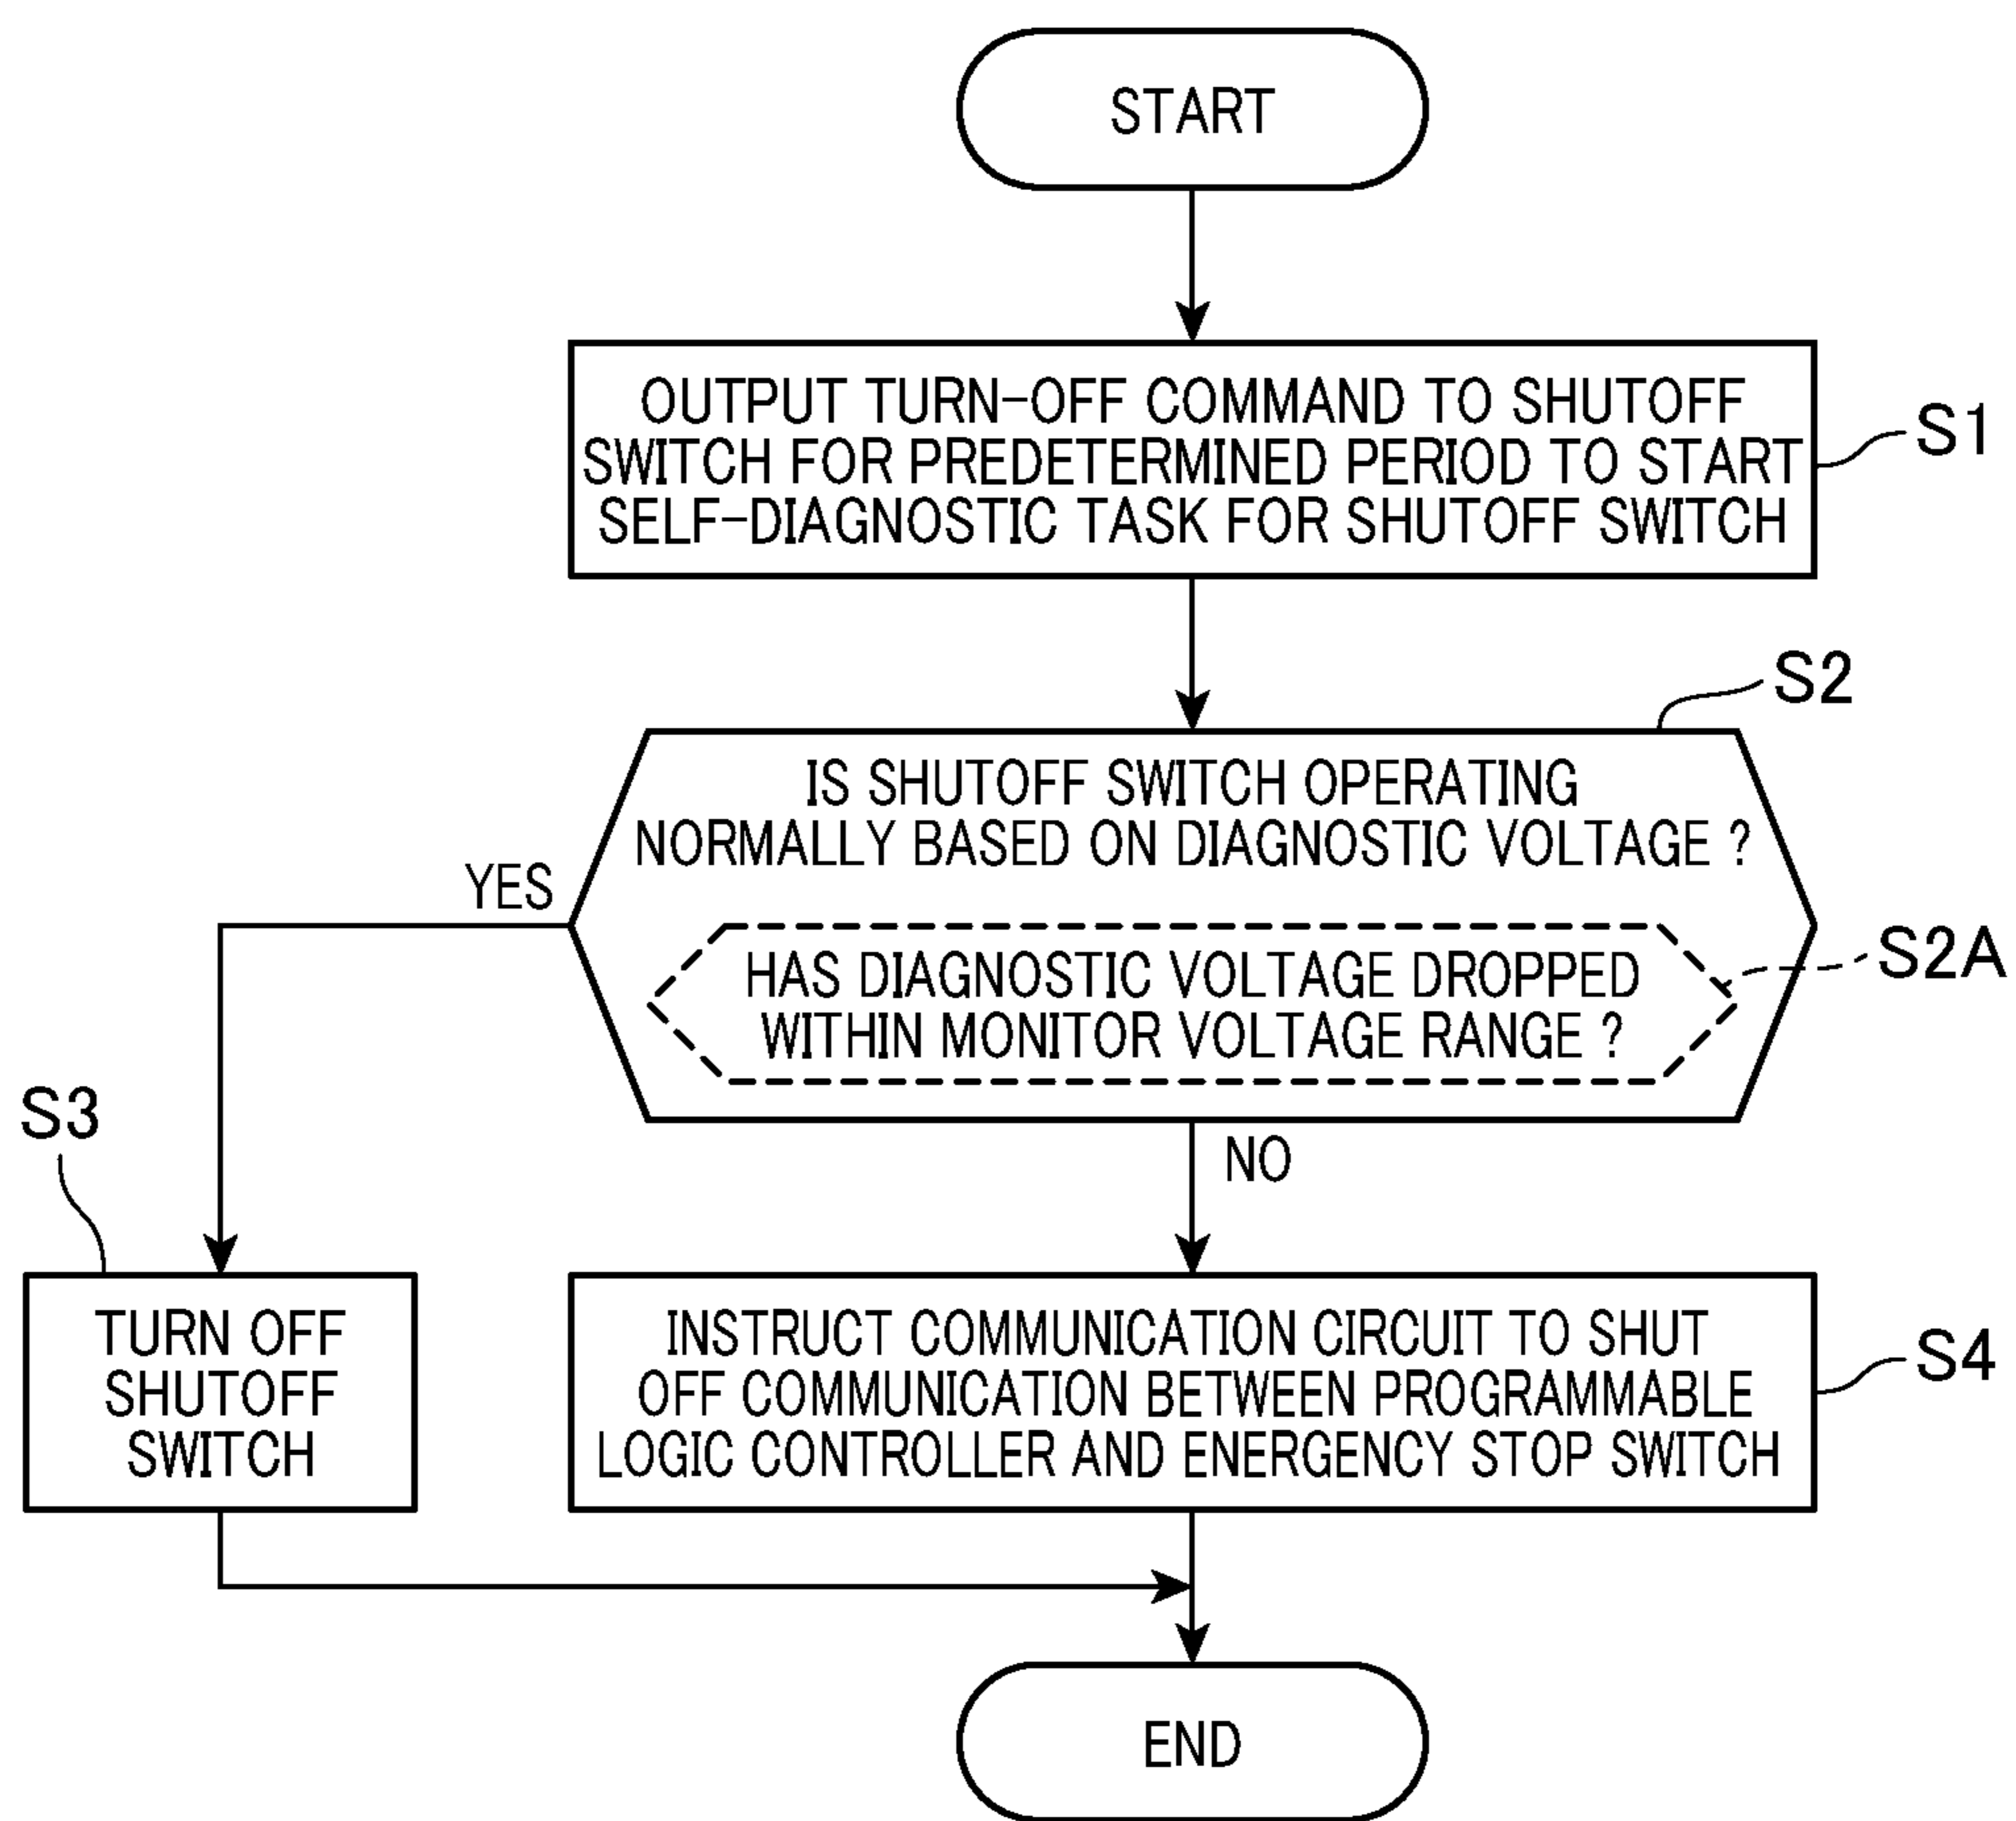 START
OUTPUT TURN-OFF COMMAND TO SHUTOFF
SWITCH FOR PREDETERMINED PERIOD TO START
SELF-DIAGNOSTIC TASK FOR SHUTOFF SWITCH
S1
S2
IS SHUTOFF SWITCH OPERATING
NORMALLY BASED ON DIAGNOSTIC VOLTAGE ?
YES
HAS DIAGNOSTIC VOLTAGE DROPPED
WITHIN MONITOR VOLTAGE RANGE ?
S2A
NO
S3
TURN OFF
SHUTOFF
SWITCH
INSTRUCT COMMUNICATION CIRCUIT TO SHUT
OFF COMMUNICATION BETWEEN PROGRAMMABLE
LOGIC CONTROLLER AND ENERGENCY STOP SWITCH
S4
END